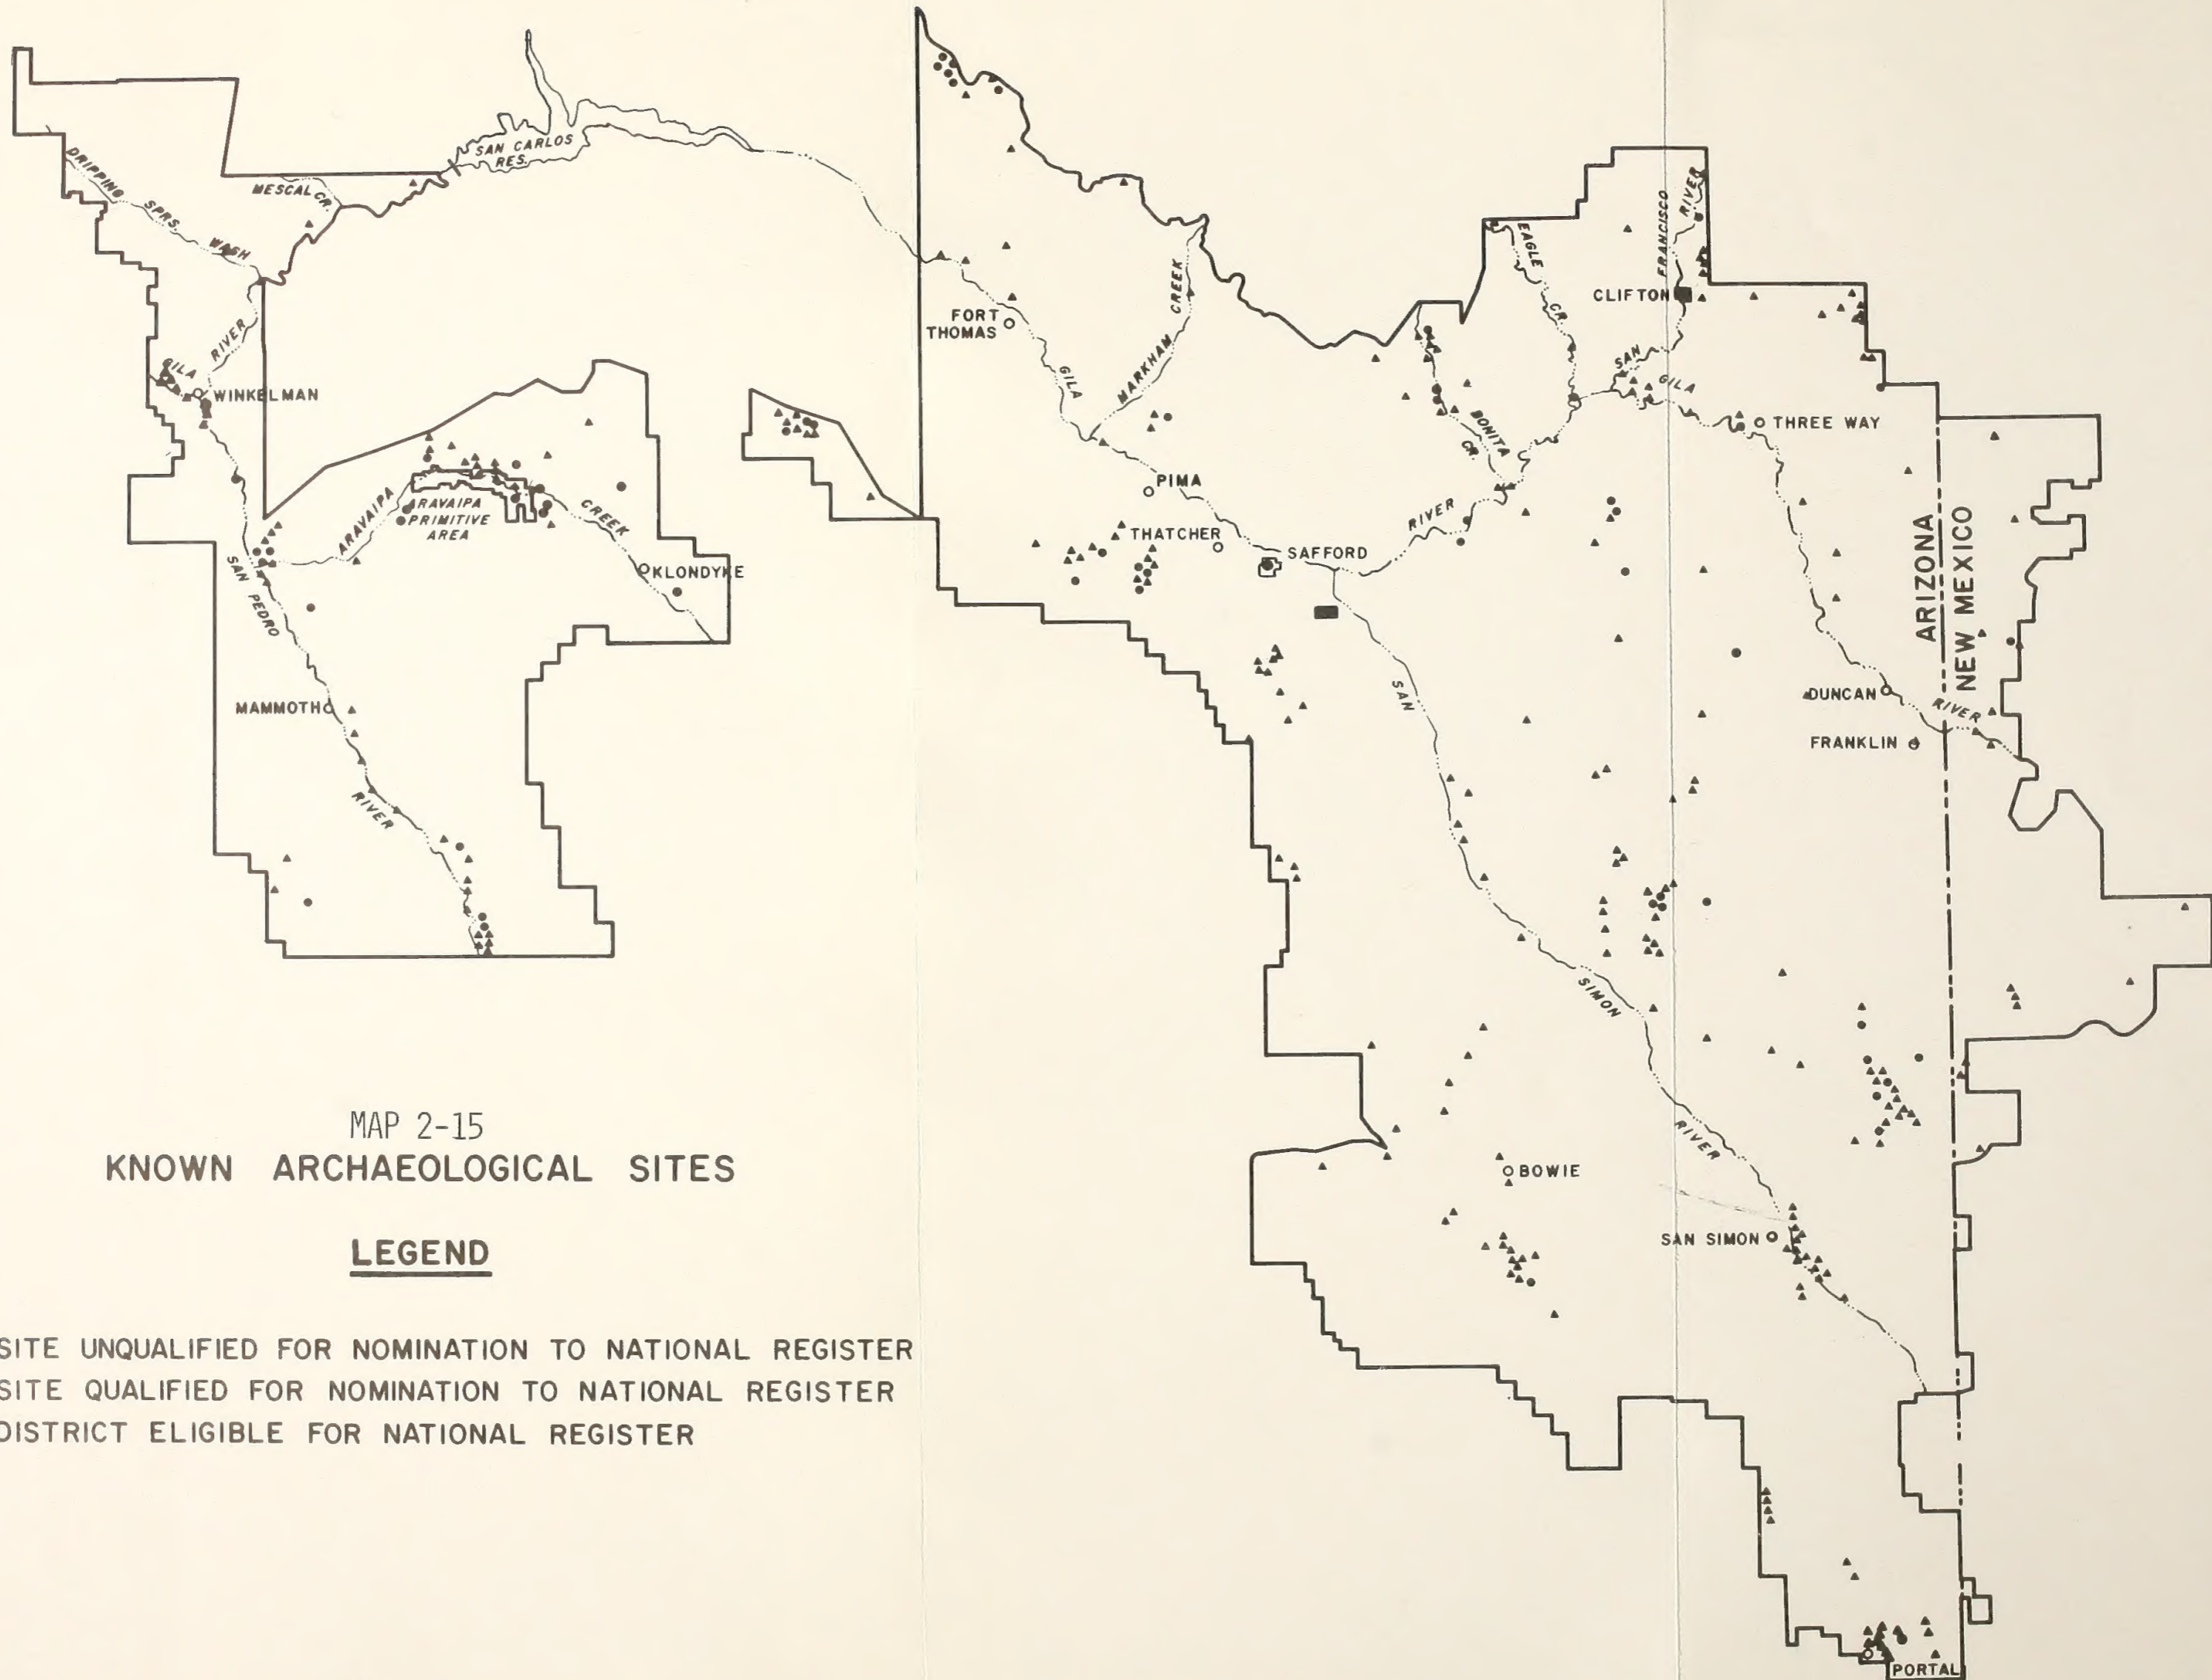 SAN CARLOS
RES.
DRIPPING
SPRS.
WASH
MESCAL CR.
RIVER
GILA
WINKELMAN
ARAVAIPA
ARAVAIPA
PRIMITIVE
AREA
CREEK
KLONDYKE
SAN PEDRO
MAMMOTH
RIVER
FORT
THOMAS
GILA
MARKHAM CREEK
PIMA
THATCHER
SAFFORD
RIVER
BONITA
CR.
EAGLE
CR.
FRANCISCO
RIVER
CLIFTON
SAN
GILA
THREE WAY
ARIZONA
NEW MEXICO
DUNCAN
RIVER
FRANKLIN
SAN
SIMON
RIVER
BOWIE
SAN SIMON
PORTAL
MAP 2-15
KNOWN ARCHAEOLOGICAL SITES
LEGEND
SITE UNQUALIFIED FOR NOMINATION TO NATIONAL REGISTER
SITE QUALIFIED FOR NOMINATION TO NATIONAL REGISTER
DISTRICT ELIGIBLE FOR NATIONAL REGISTER